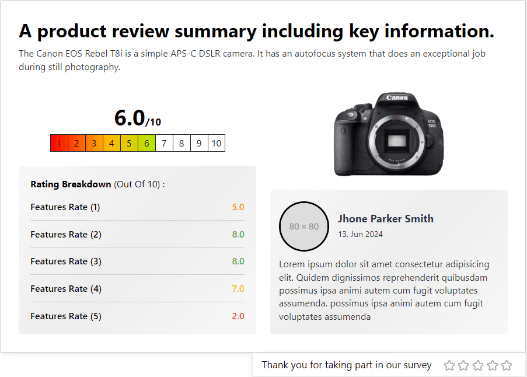 A product review summary including key information.
The Canon EOS Rebel T8i is a simple APS-C DSLR camera. It has an autofocus system that does an exceptional job
during still photography.
6.0/10
1 2 3 4 5 6 7 8 9 10
Canon
Rating Breakdown (Out Of 10) :
Features Rate (1) 5.0
Features Rate (2) 8.0
Features Rate (3) 8.0
Features Rate (4) 7.0
Features Rate (5) 2.0
80 × 80
Jhone Parker Smith
13, Jun 2024
Lorem ipsum dolor sit amet consectetur adipisicing
elit. Quidem dignissimos reprehenderit quibusdam
possimus ipsa animi autem cum fugit voluptates
assumenda. possimus ipsa animi autem cum fugit
voluptates assumenda
Thank you for taking part in our survey